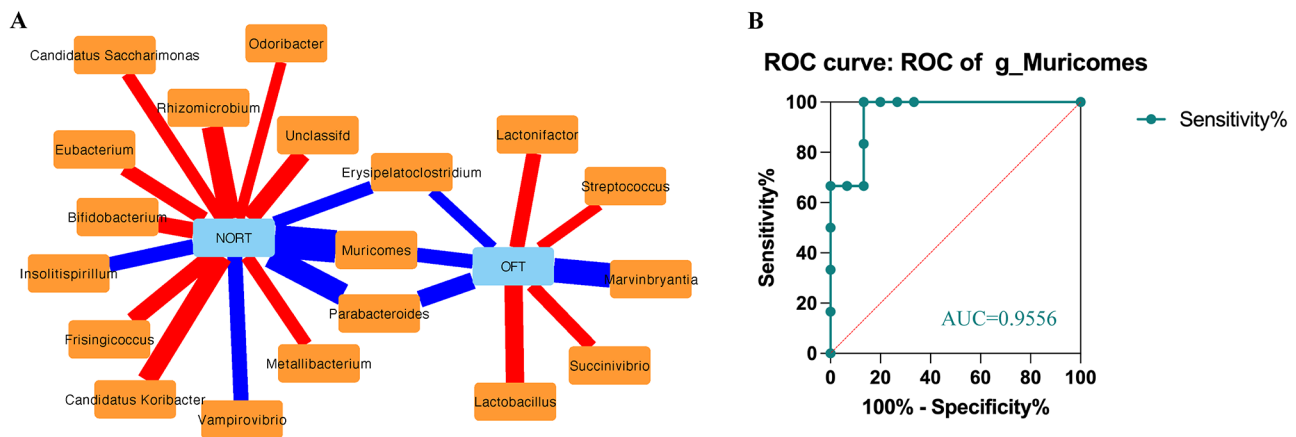 A
Candidatus Saccharimonas
Odoribacter
Rhizomicrobium
Unclassifd
Eubacterium
Erysipelatoclostridium
Lactonifactor
Streptococcus
Bifidobacterium
NORT
Muricomes
OFT
Insolitispirillum
Marvinbryantia
Parabacteroides
Frisingicoccus
Metallibacterium
Succinivibrio
Candidatus Koribacter
Vampirovibrio
Lactobacillus
B
ROC curve: ROC of g_Muricomes
Sensitivity%
100
80
60
40
20
0
Sensitivity%
AUC=0.9556
0 20 40 60 80 100
100% - Specificity%